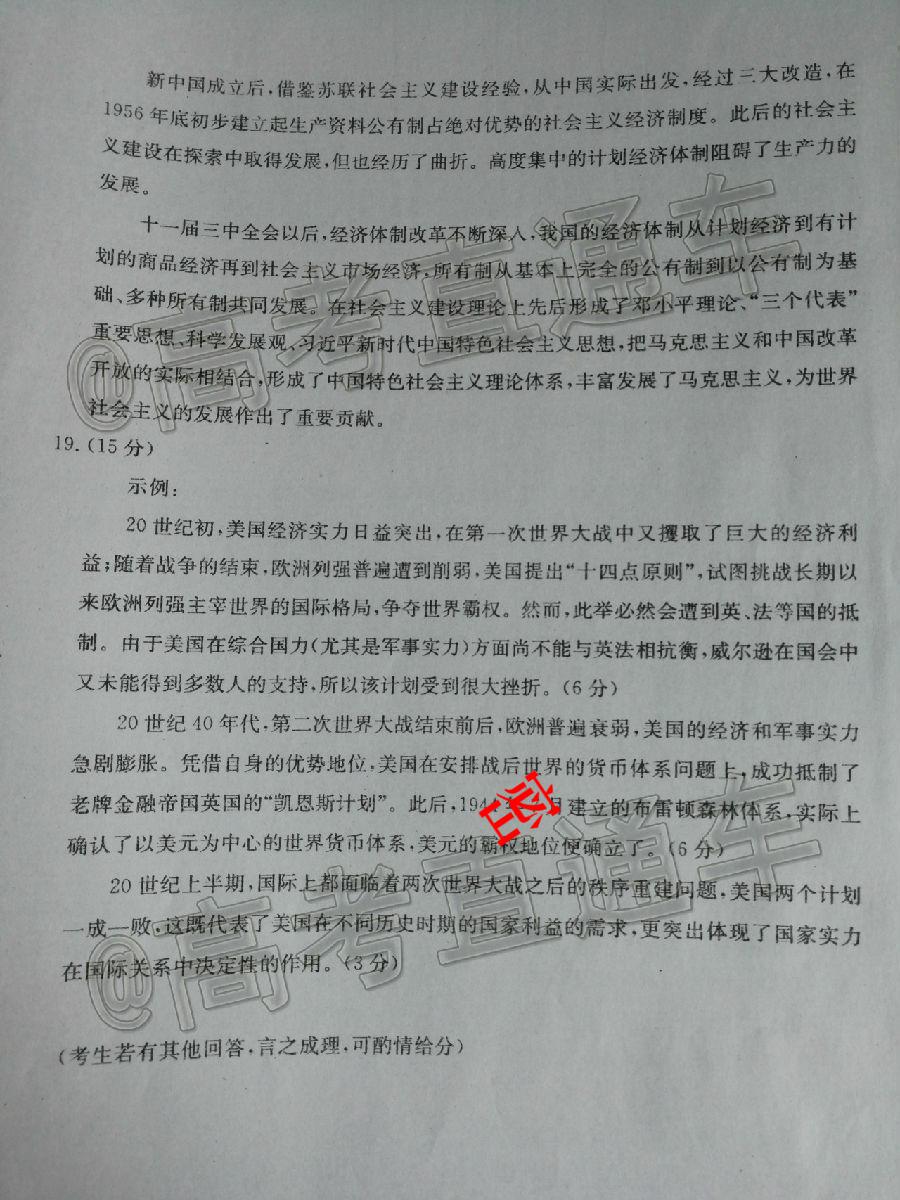 新中国成立后,借鉴苏联社会主义建设经验,从中国实际出发,经过三大改造,在
1956年底初步建立起生产资料公有制占绝对优势的社会主义经济制度。此后的社会主
义建设在探索中取得发展,但也经历了曲折。高度集中的计划经济体制阻碍了生产力的
发展。
十一届三中全会以后,经济体制改革不断深入,我国的经济体制从计划经济到有计
划的商品经济再到社会主义市场经济,所有制从基本上完全的公有制到以公有制为基
础、多种所有制共同发展。在社会主义建设理论上先后形成了邓小平理论、“三个代表”
重要思想、科学发展观、习近平新时代中国特色社会主义思想,把马克思主义和中国改革
开放的实际相结合,形成了中国特色社会主义理论体系,丰富发展了马克思主义,为世界
社会主义的发展作出了重要贡献。
19.(15分)
示例:
20世纪初,美国经济实力日益突出,在第一次世界大战中又攫取了巨大的经济利
益;随着战争的结束,欧洲列强普遍遭到削弱,美国提出“十四点原则”,试图挑战长期以
来欧洲列强主宰世界的国际格局,争夺世界霸权。然而,此举必然会遭到英、法等国的抵
制。由于美国在综合国力(尤其是军事实力)方面尚不能与英法相抗衡,威尔逊在国会中
又未能得到多数人的支持,所以该计划受到很大挫折。(6分)
20世纪40年代,第二次世界大战结束前后,欧洲普遍衰弱,美国的经济和军事实力
急剧膨胀。凭借自身的优势地位,美国在安排战后世界的货币体系问题上,成功抵制了
老牌金融帝国英国的“凯恩斯计划”。此后,194 日建立的布雷顿森林体系,实际上
确认了以美元为中心的世界货币体系,美元的霸权地位便确立了。(6分)
20世纪上半期,国际上都面临着两次世界大战之后的秩序重建问题,美国两个计划
一成一败,这既代表了美国在不同历史时期的国家利益的需求,更突出体现了国家实力
在国际关系中决定性的作用。(3分)
(考生若有其他回答,言之成理,可酌情给分)
@高考直通车
@高考直通车
密